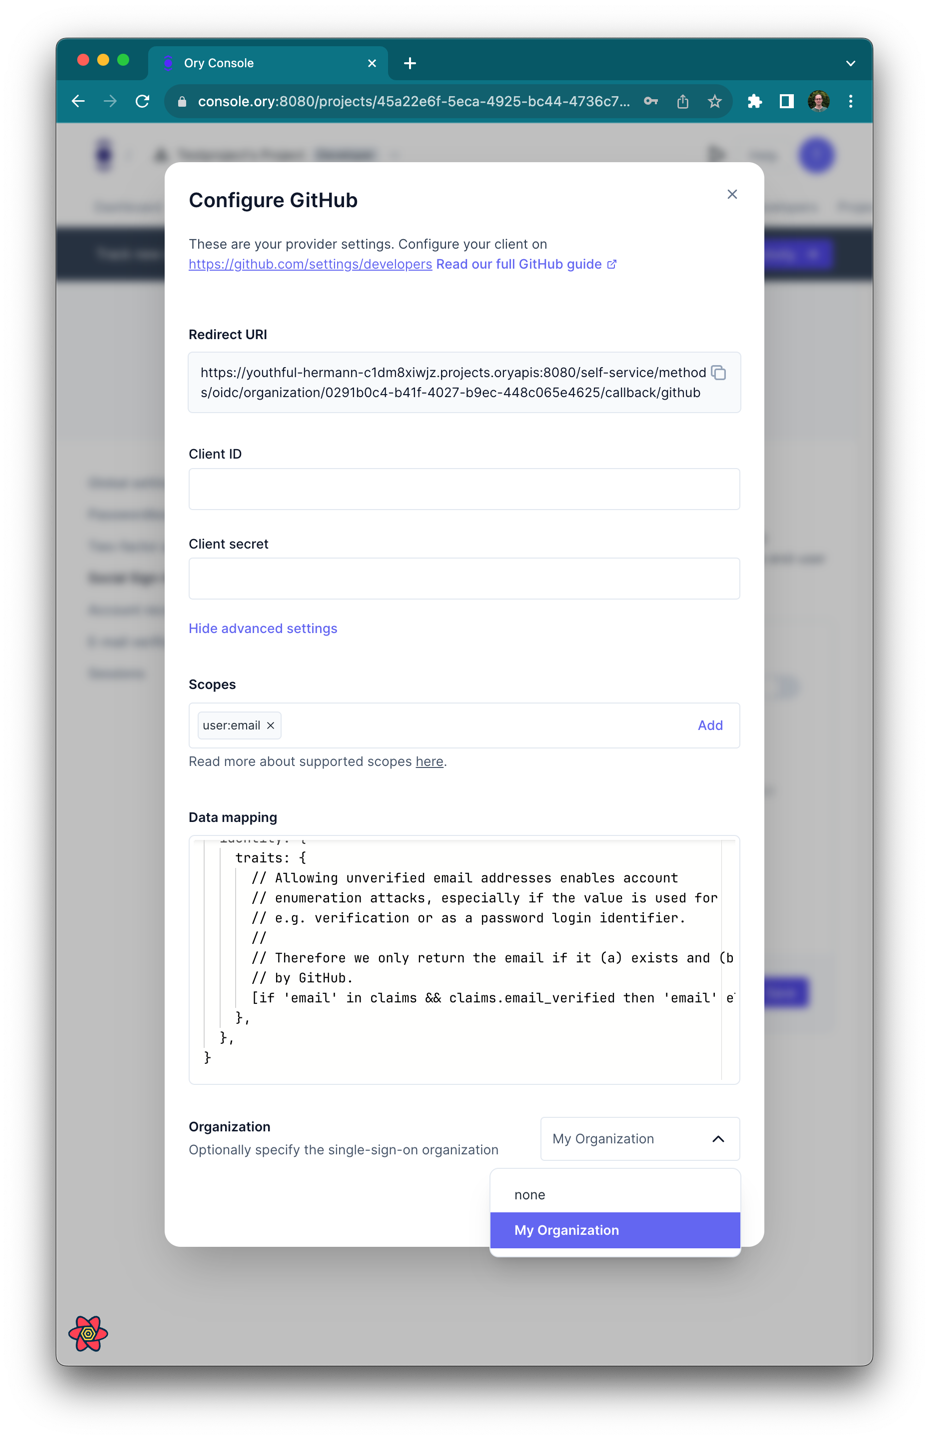 Ory Console
console.ory:8080/projects/45a22e6f-5eca-4925-bc44-4736c7...
Configure GitHub
These are your provider settings. Configure your client on
https://github.com/settings/developers Read our full GitHub guide
Redirect URI
https://youthful-hermann-c1dm8xiwjz.projects.oryapis:8080/self-service/method
s/oidc/organization/0291b0c4-b41f-4027-b9ec-448c065e4625/callback/github
Client ID
Client secret
Hide advanced settings
Scopes
user:email
Add
Read more about supported scopes here.
Data mapping
identity: {
traits: {
// Allowing unverified email addresses enables account
// enumeration attacks, especially if the value is used for
// e.g. verification or as a password login identifier.
//
// Therefore we only return the email if it (a) exists and (b
// by GitHub.
[if 'email' in claims && claims.email_verified then 'email' el
},
},
}
Organization
My Organization
Optionally specify the single-sign-on organization
none
My Organization